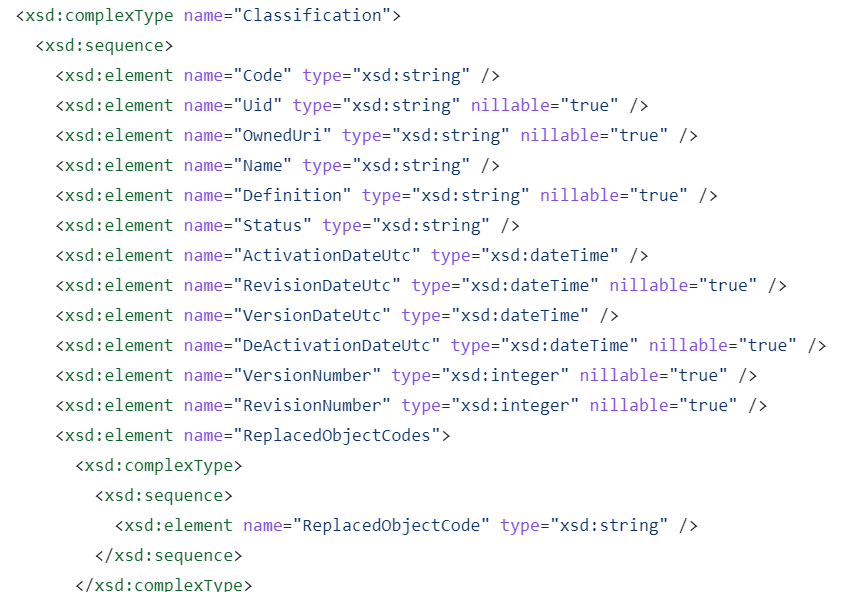 <xsd:complexType name="Classification">
<xsd:sequence>
<xsd:element name="Code" type="xsd:string" />
<xsd:element name="Uid" type="xsd:string" nillable="true" />
<xsd:element name="OwnedUri" type="xsd:string" nillable="true" />
<xsd:element name="Name" type="xsd:string" />
<xsd:element name="Definition" type="xsd:string" nillable="true" />
<xsd:element name="Status" type="xsd:string" />
<xsd:element name="ActivationDateUtc" type="xsd:dateTime" />
<xsd:element name="RevisionDateUtc" type="xsd:dateTime" nillable="true" />
<xsd:element name="VersionDateUtc" type="xsd:dateTime" />
<xsd:element name="DeActivationDateUtc" type="xsd:dateTime" nillable="true" />
<xsd:element name="VersionNumber" type="xsd:integer" nillable="true" />
<xsd:element name="RevisionNumber" type="xsd:integer" nillable="true" />
<xsd:element name="ReplacedObjectCodes">
<xsd:complexType>
<xsd:sequence>
<xsd:element name="ReplacedObjectCode" type="xsd:string" />
</xsd:sequence>
</xsd:complexType>